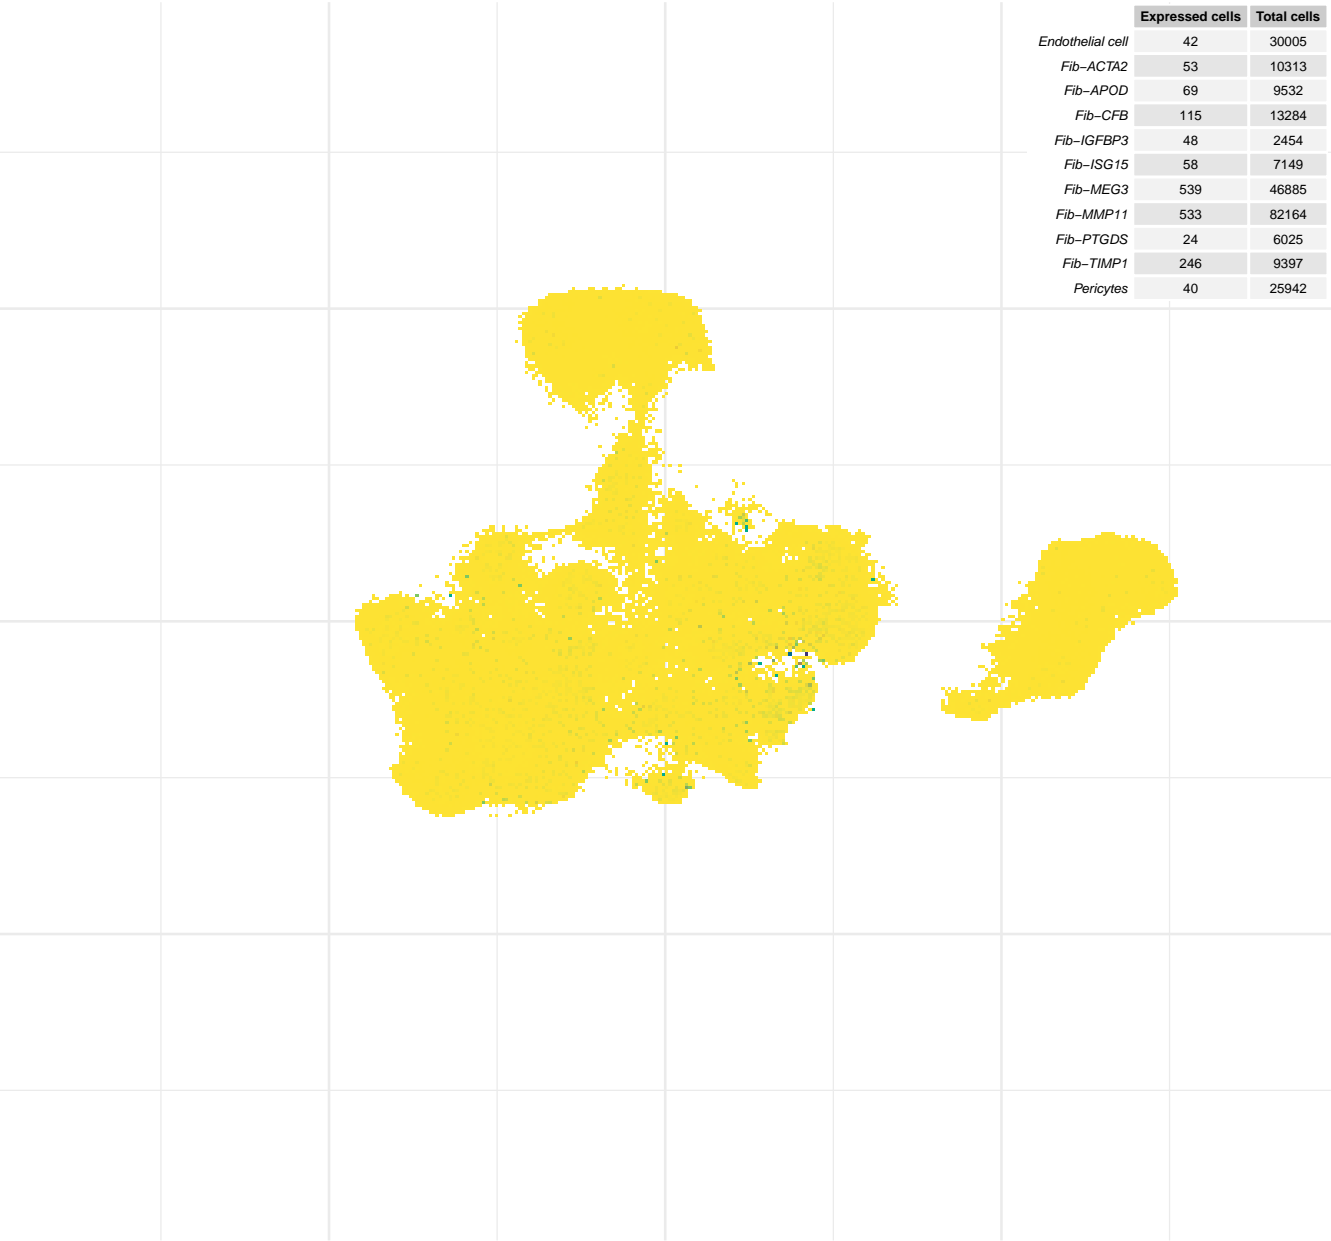 Expressed cells Total cells
Endothelial cell 42 30005
Fib−ACTA2 53 10313
Fib−APOD 69 9532
Fib−CFB 115 13284
Fib−IGFBP3 48 2454
Fib−ISG15 58 7149
Fib−MEG3 539 46885
Fib−MMP11 533 82164
Fib−PTGDS 24 6025
Fib−TIMP1 246 9397
Pericytes 40 25942